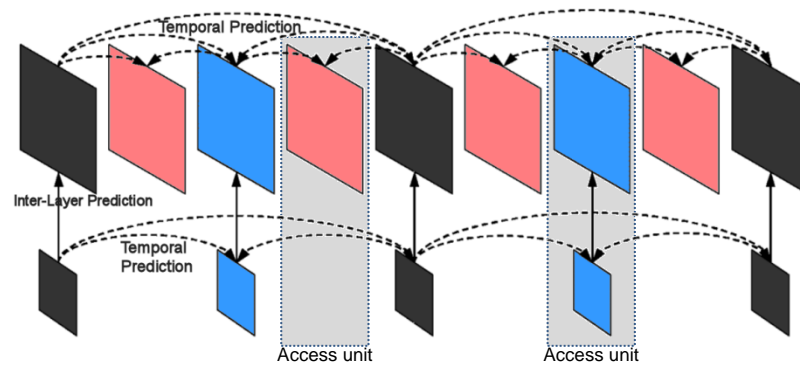 Temporal Prediction
Inter-Layer Prediction
Temporal
Prediction
Access unit
Access unit